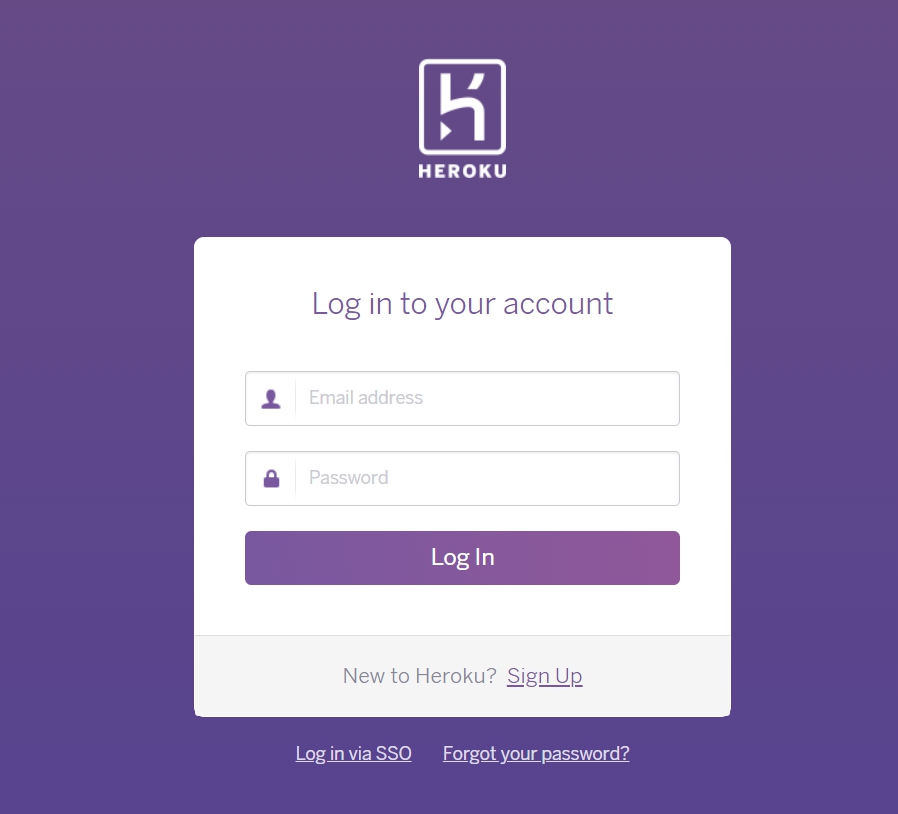 HEROKU
Log in to your account
Email address
Password
Log In
New to Heroku? Sign Up
Log in via SSO Forgot your password?